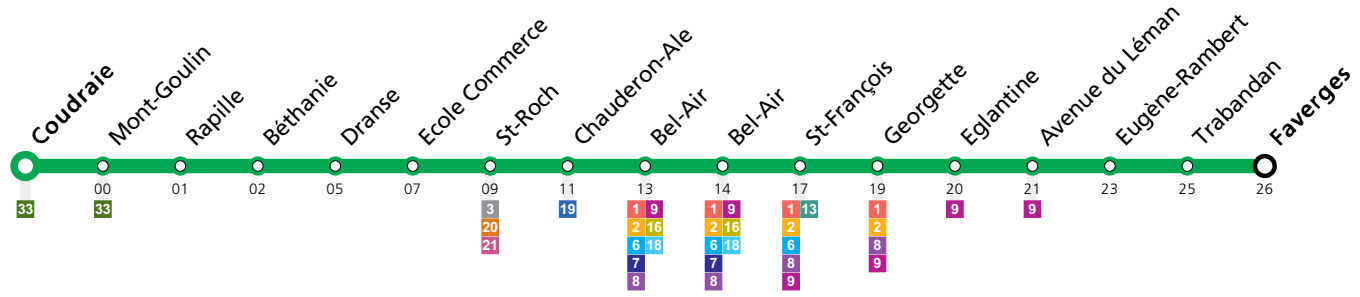 Coudraie
Mont-Goulin
Rapille
Béthanie
Dranse
Ecole Commerce
St-Roch
Chauderon-Ale
Bel-Air
Bel-Air
St-François
Georgette
Eglantine
Avenue du Léman
Eugène-Rambert
Trabandan
Faverges
00 01 02 05 07 09 11 13 14 17 19 20 21 23 25 26
33 33 3 19 1 9 1 9 1 13 1 9 9
20 2 16 2 16 2 2
21 6 18 6 18 6 8
7 7 8 9
8 8 9